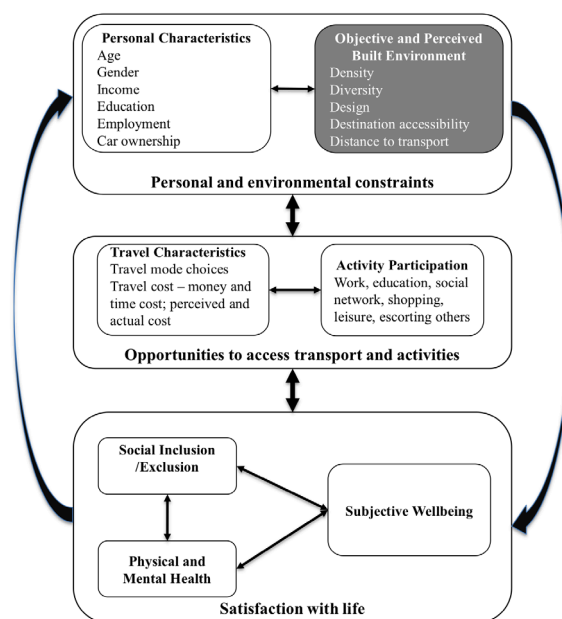 Personal Characteristics
Age
Gender
Income
Education
Employment
Car ownership
Objective and Perceived
Built Environment
Density
Diversity
Design
Destination accessibility
Distance to transport
Personal and environmental constraints
Travel Characteristics
Travel mode choices
Travel cost – money and
time cost; perceived and
actual cost
Activity Participation
Work, education, social
network, shopping,
leisure, escorting others
Opportunities to access transport and activities
Social Inclusion
/Exclusion
Physical and
Mental Health
Subjective Wellbeing
Satisfaction with life